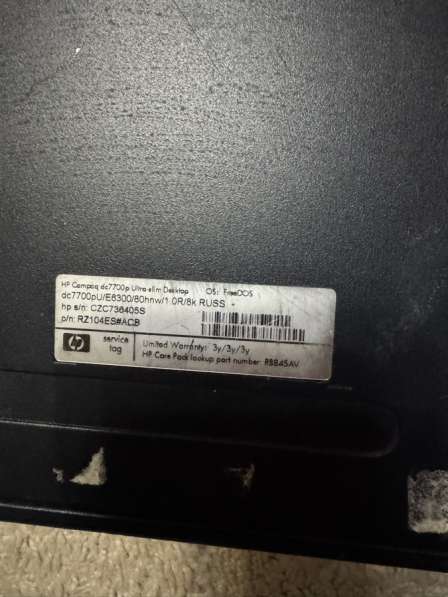 HP Compaq dc7700p Ultra-slim Desktop OS: FreeDOS
dc7700pU/E6300/80hnw/1.0R/8k RUSS +
hp s/n: CZC736405S
p/n: RZ104ES#ACB
hp
service
tag
Limited Warranty: 3y/3y/3y
HP Care Pack lookup part number: RBB45AV